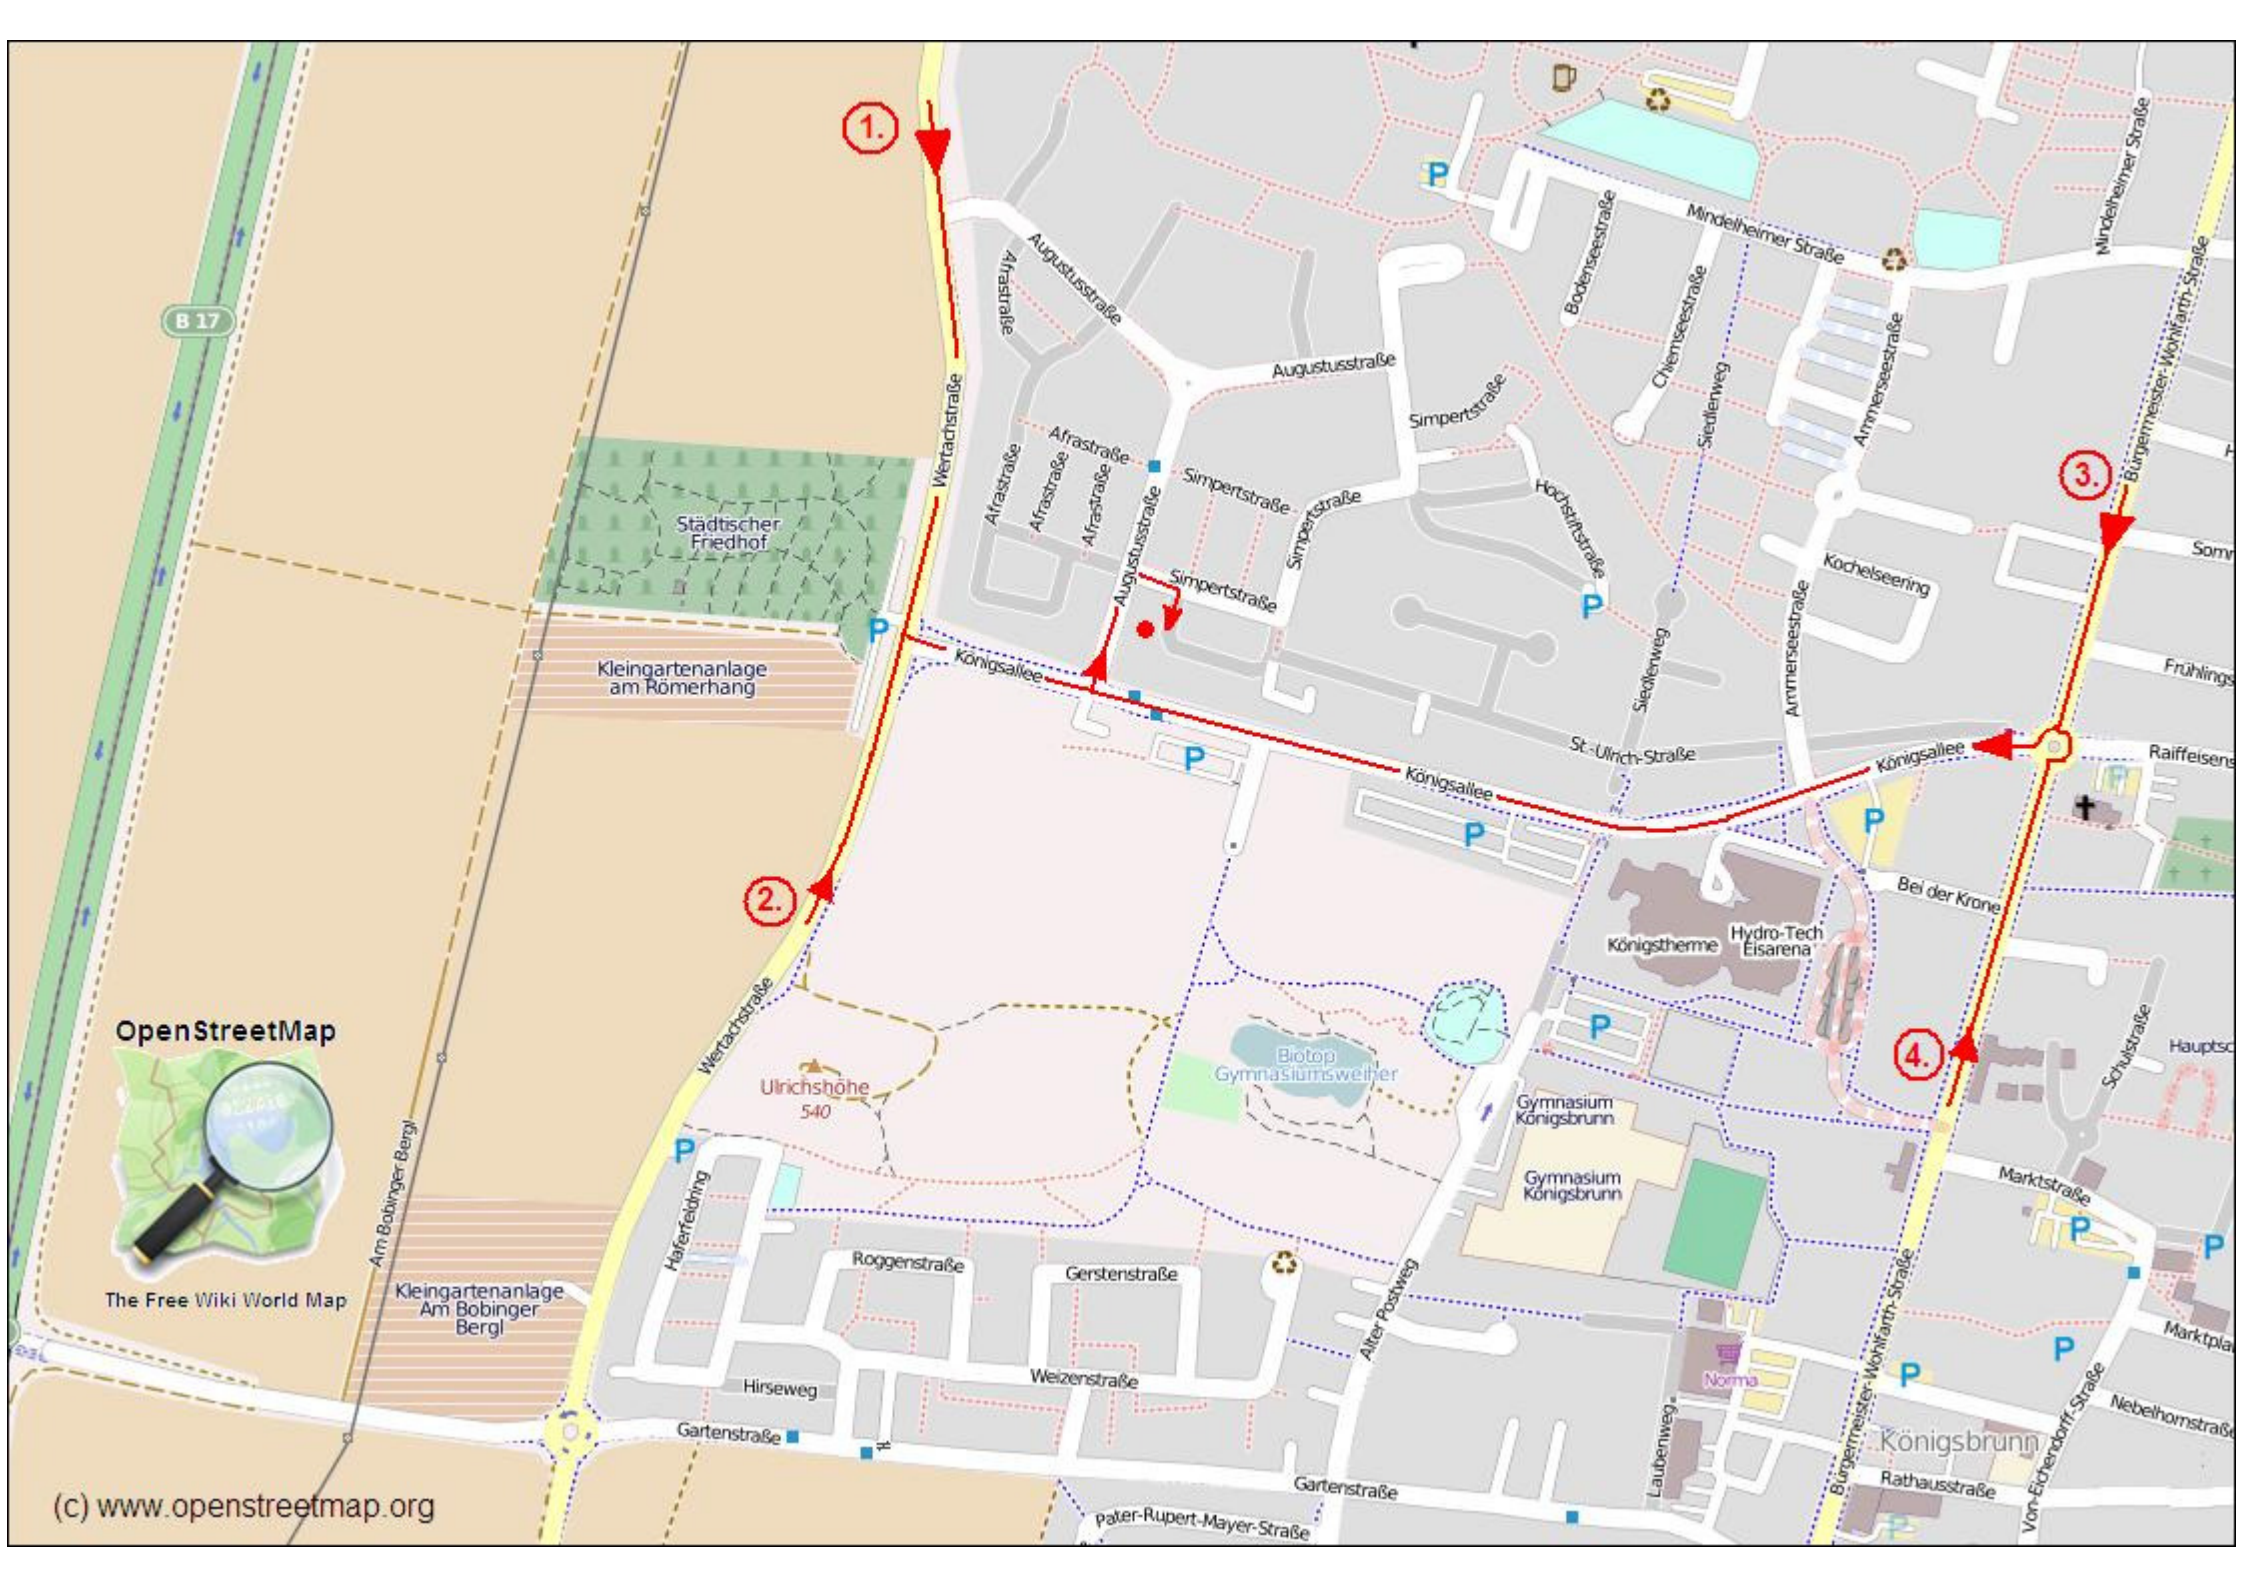 1.
Mindelheimer Straße
Bürgermeister-Wohlfarth-Straße
Augustusstraße
Afrastraße
Bodenseestraße
Mindelheimer Straße
Chiemseestraße
Ammerseestraße
B 17
Augustusstraße
Siedlerweg
Simpertstraße
Wertachstraße
Afrastraße
Afrastraße
Afrastraße
Afrastraße
Simpertstraße
Simpertstraße
Hochstiftstraße
3.
Städtischer
Friedhof
Augustusstraße
Simpertstraße
Kochelseering
Somm
P
P
P
Ammerseestraße
Siedlerweg
Frühlings
Kleingartenanlage
am Römerhang
Königsallee
St.-Ulrich-Straße
Königsallee
Raiffeisens
P
P
Königsallee
P
P
2.
Bei der Krone
Königstherme
Hydro-Tech
Eisarena
Wertachstraße
P
4.
Schulstraße
Hauptsc
OpenStreetMap
Ulrichshöhe
540
Biotop
Gymnasiumsweiher
Gymnasium
Königsbrunn
Gymnasium
Königsbrunn
Am Bobinger Bergl
P
Haferfeldring
Marktstraße
P
P
Roggenstraße
Gerstenstraße
Alter Postweg
Bürgermeister-Wohlfarth-Straße
The Free Wiki World Map
Kleingartenanlage
Am Bobinger
Bergl
Marktpla
P
P
Norma
Hirseweg
Weizenstraße
Nebelhornstraße
Gartenstraße
Laubenweg
Königsbrunn
Von-Eichendorff-Straße
Gartenstraße
Rathausstraße
Pater-Rupert-Mayer-Straße
P
(c) www.openstreetmap.org